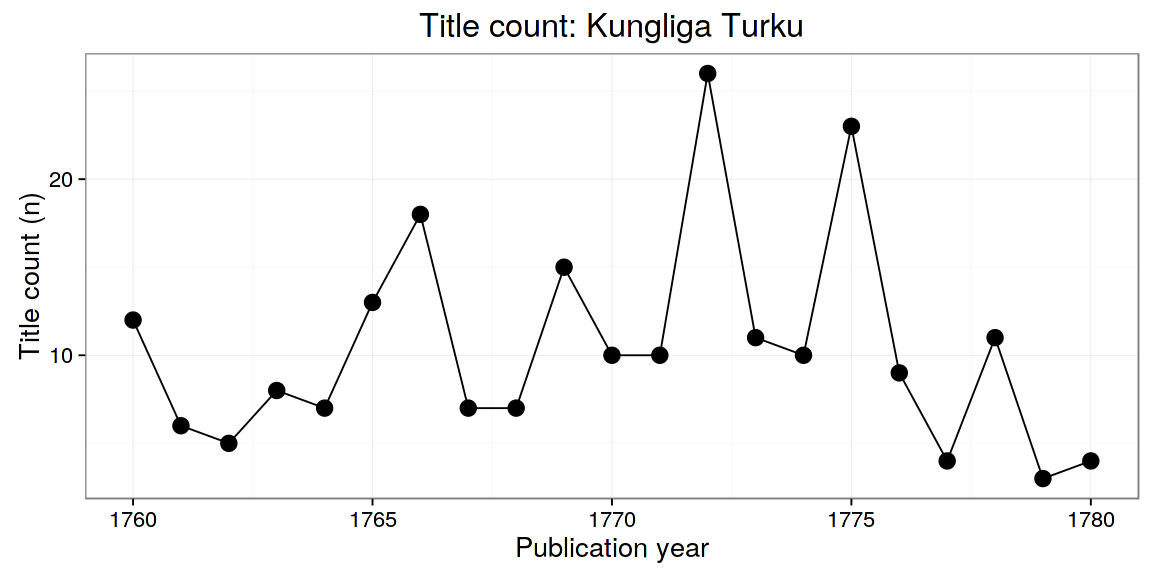 Title count: Kungliga Turku
Title count (n)
20
10
1760 1765 1770 1775 1780
Publication year